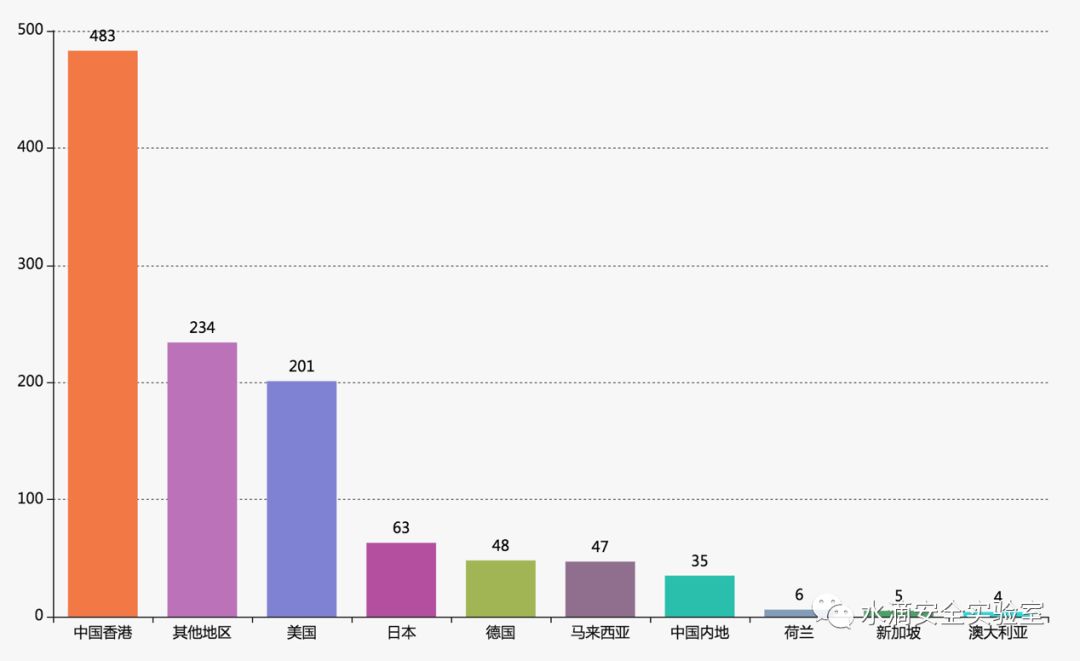 500
400
300
200
100
0
483
234
201
63
48
47
35
6
5
4
中国香港
其他地区
美国
日本
德国
马来西亚
中国内地
荷兰
新加坡
澳大利亚
水滴安全实验室